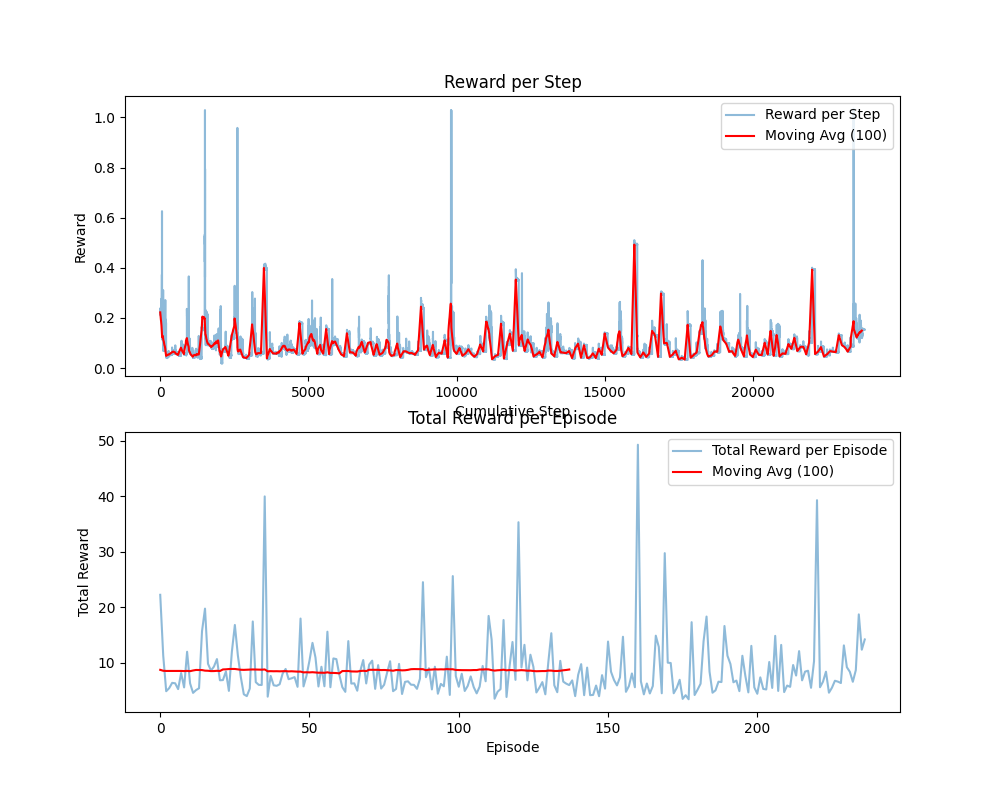 Reward per Step
1.0
0.8
0.6
0.4
0.2
0.0
Reward
Reward per Step
Moving Avg (100)
0
5000
10000
15000
20000
Cumulative Step
Total Reward per Episode
50
40
30
20
10
Total Reward
Total Reward per Episode
Moving Avg (100)
0
50
100
150
200
Episode